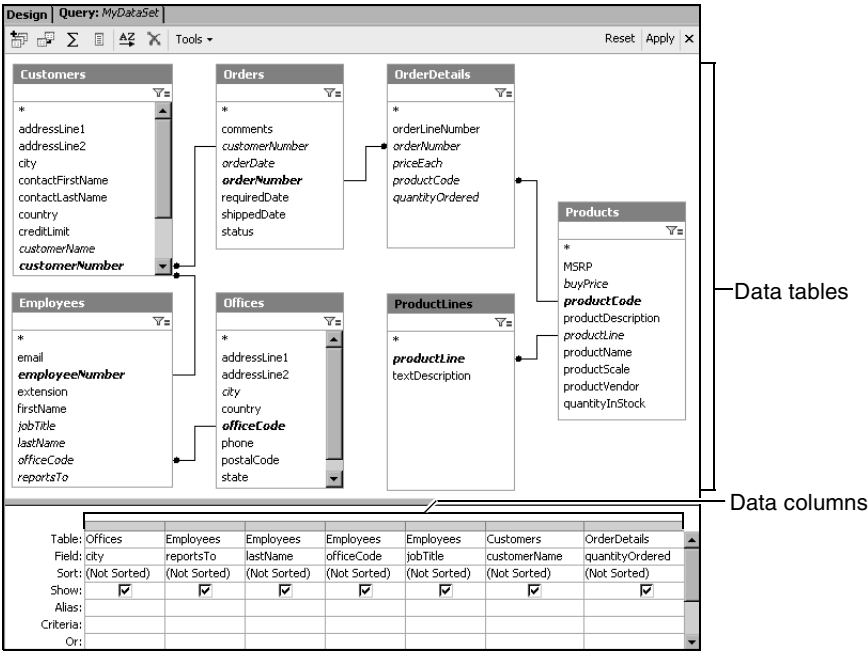 Design Query: MyDataSet
Tools Reset Apply
Customers
*
addressLine1
addressLine2
city
contactFirstName
contactLastName
country
creditLimit
customerName
customerNumber
Orders
*
comments
customerNumber
orderDate
orderNumber
requiredDate
shippedDate
status
OrderDetails
*
orderLineNumber
orderNumber
priceEach
productCode
quantityOrdered
Products
*
MSRP
buyPrice
productCode
productDescription
productLine
productName
productScale
productVendor
quantityInStock
Data tables
Employees
*
email
employeeNumber
extension
firstName
jobTitle
lastName
officeCode
reportsTo
Offices
*
addressLine1
addressLine2
city
country
officeCode
phone
postalCode
state
ProductLines
*
productLine
textDescription
Data columns
Table: Offices Employees Employees Employees Employees Customers OrderDetails
Field: city reportsTo lastName officeCode jobTitle customerName quantityOrdered
Sort: (Not Sorted) (Not Sorted) (Not Sorted) (Not Sorted) (Not Sorted) (Not Sorted) (Not Sorted)
Show:
Alias:
Criteria:
Or: